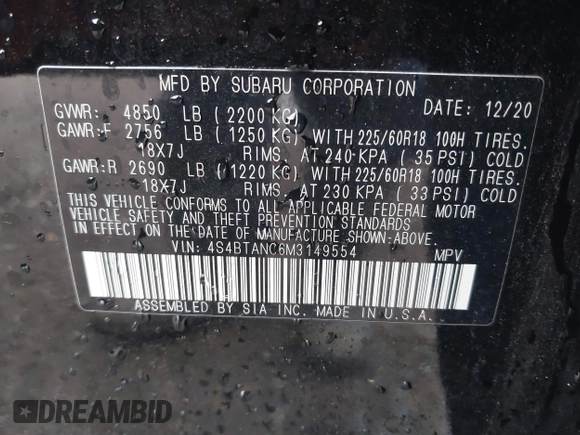 MFD BY SUBARU CORPORATION
GVWR: 4850 LB ( 2200 KG) DATE: 12/20
GAWR:F 2756 LB ( 1250 KG) WITH 225/60R18 100H TIRES.
18X7J RIMS. AT 240 KPA ( 35 PSI) COLD
GAWR:R 2690 LB ( 1220 KG) WITH 225/60R18 100H TIRES.
18X7J RIMS. AT 230 KPA ( 33 PSI) COLD
THIS VEHICLE CONFORMS TO ALL APPLICABLE FEDERAL MOTOR
VEHICLE SAFETY AND THEFT PREVENTION STANDARDS
IN EFFECT ON THE DATE OF MANUFACTURE SHOWN ABOVE.
VIN: 4S4BTANC6M3149554 MPV
ASSEMBLED BY SIA INC. MADE IN U.S.A.
DREAMBID